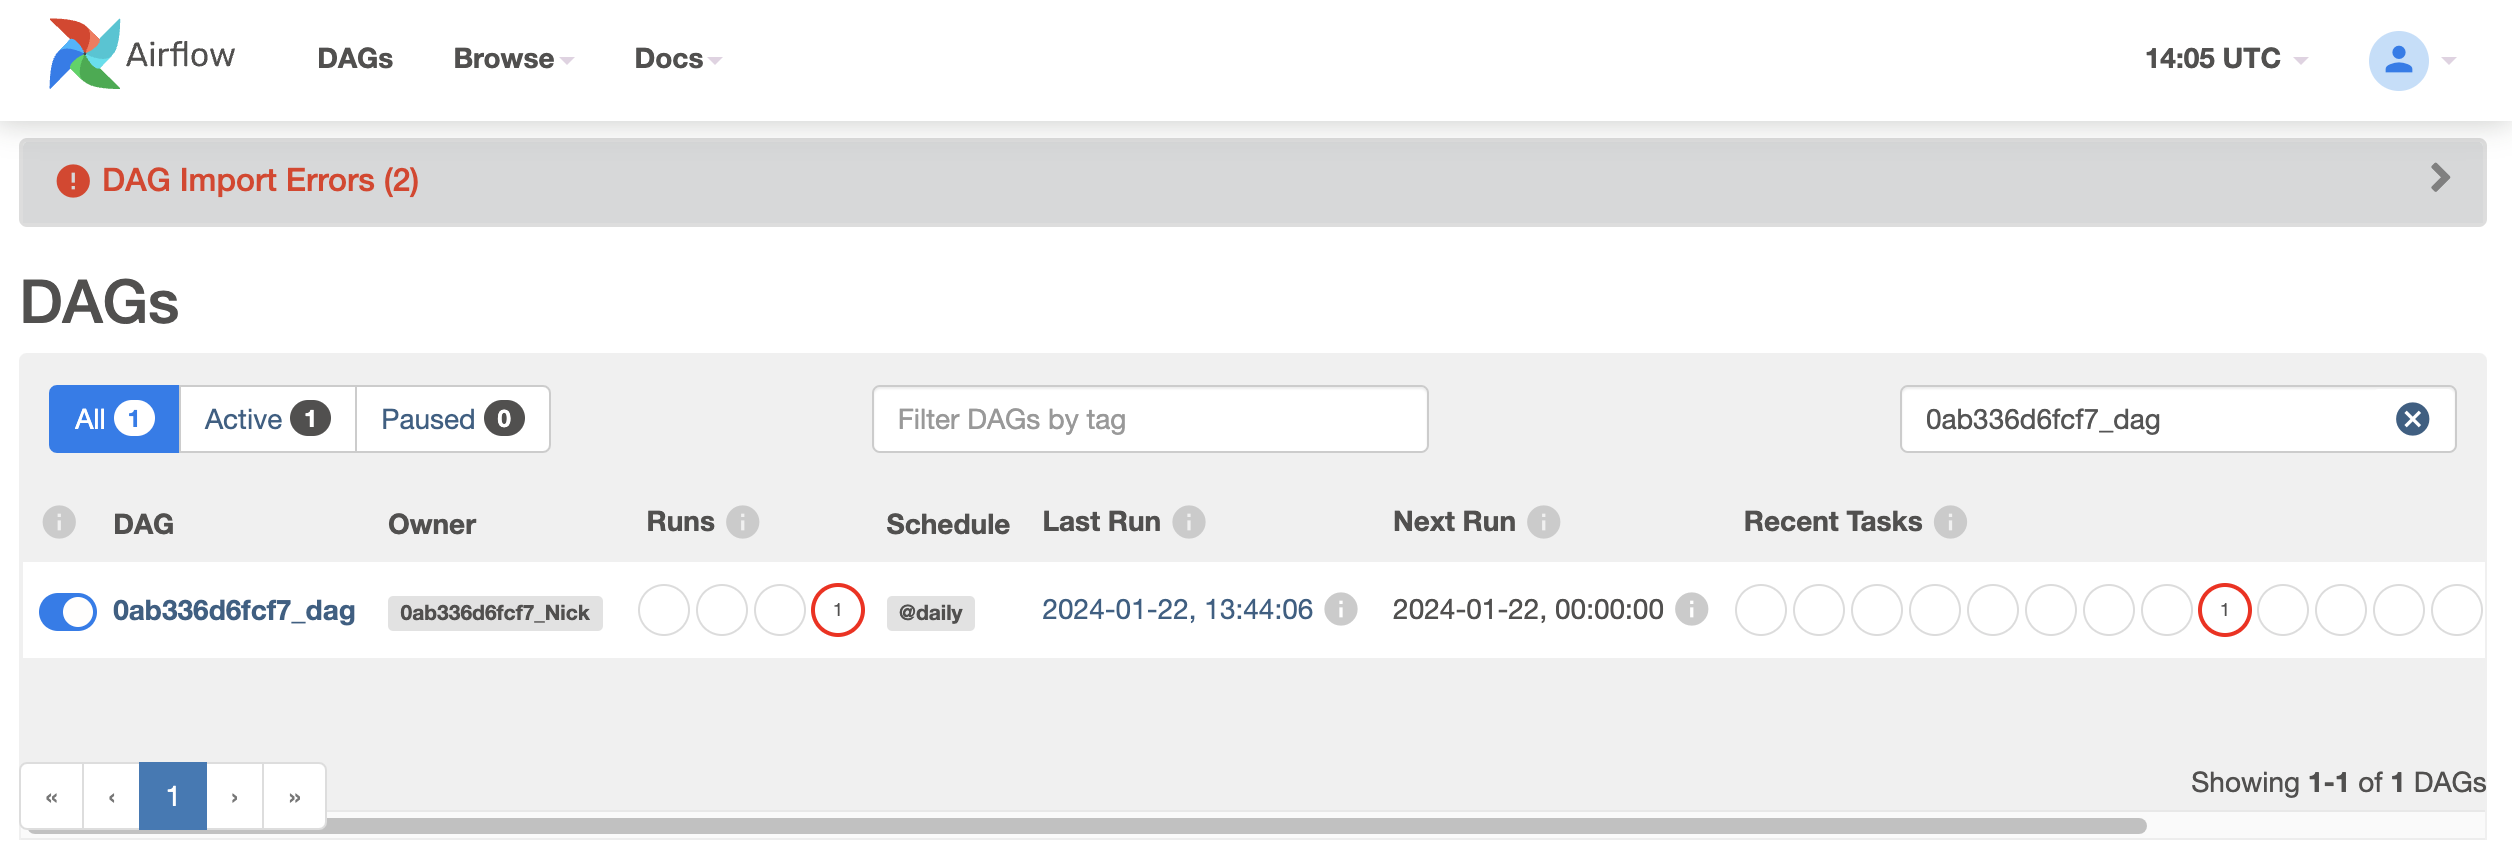 Airflow DAGs Browse Docs 14:05 UTC
! DAG Import Errors (2)
DAGs
All 1 Active 1 Paused 0 Filter DAGs by tag 0ab336d6fcf7_dag
i DAG Owner Runs i Schedule Last Run i Next Run i Recent Tasks i
0ab336d6fcf7_dag 0ab336d6fcf7_Nick 1 @daily 2024-01-22, 13:44:06 i 2024-01-22, 00:00:00 i 1
« ‹ 1 › » Showing 1-1 of 1 DAGs